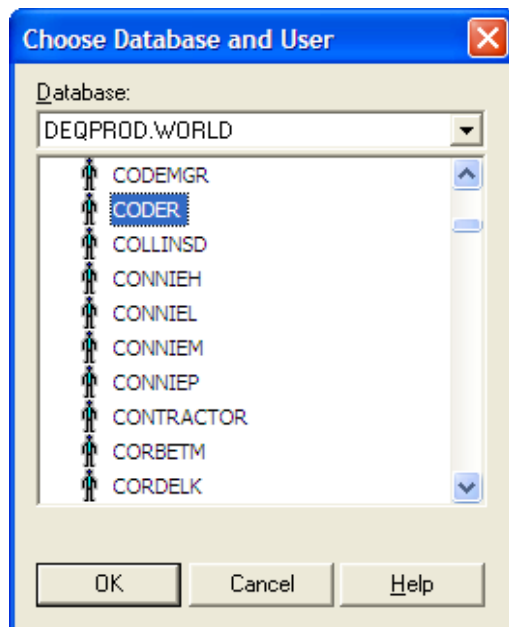 Choose Database and User
Database:
DEQPROD.WORLD
CODEMGR
CODER
COLLINSD
CONNIEH
CONNIEL
CONNIEM
CONNIEP
CONTRACTOR
CORBETM
CORDELK
OK Cancel Help